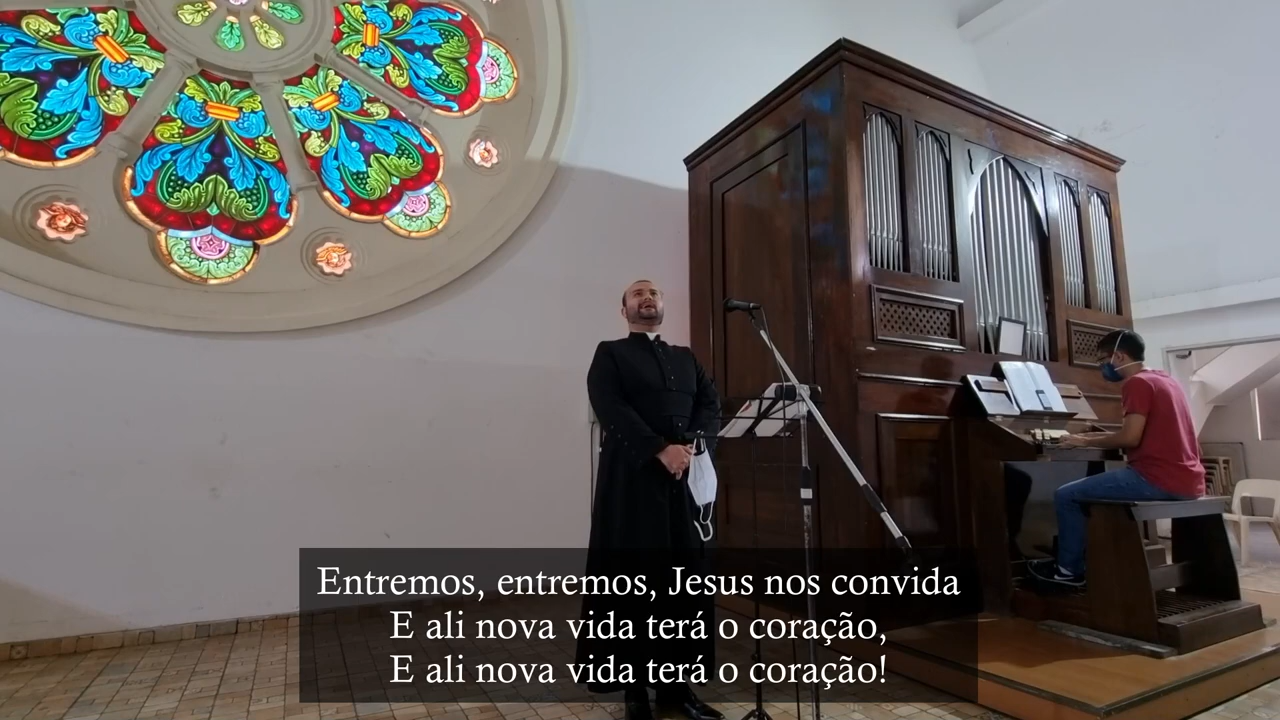 Entremos, entremos, Jesus nos convida
E ali nova vida terá o coração,
E ali nova vida terá o coração!